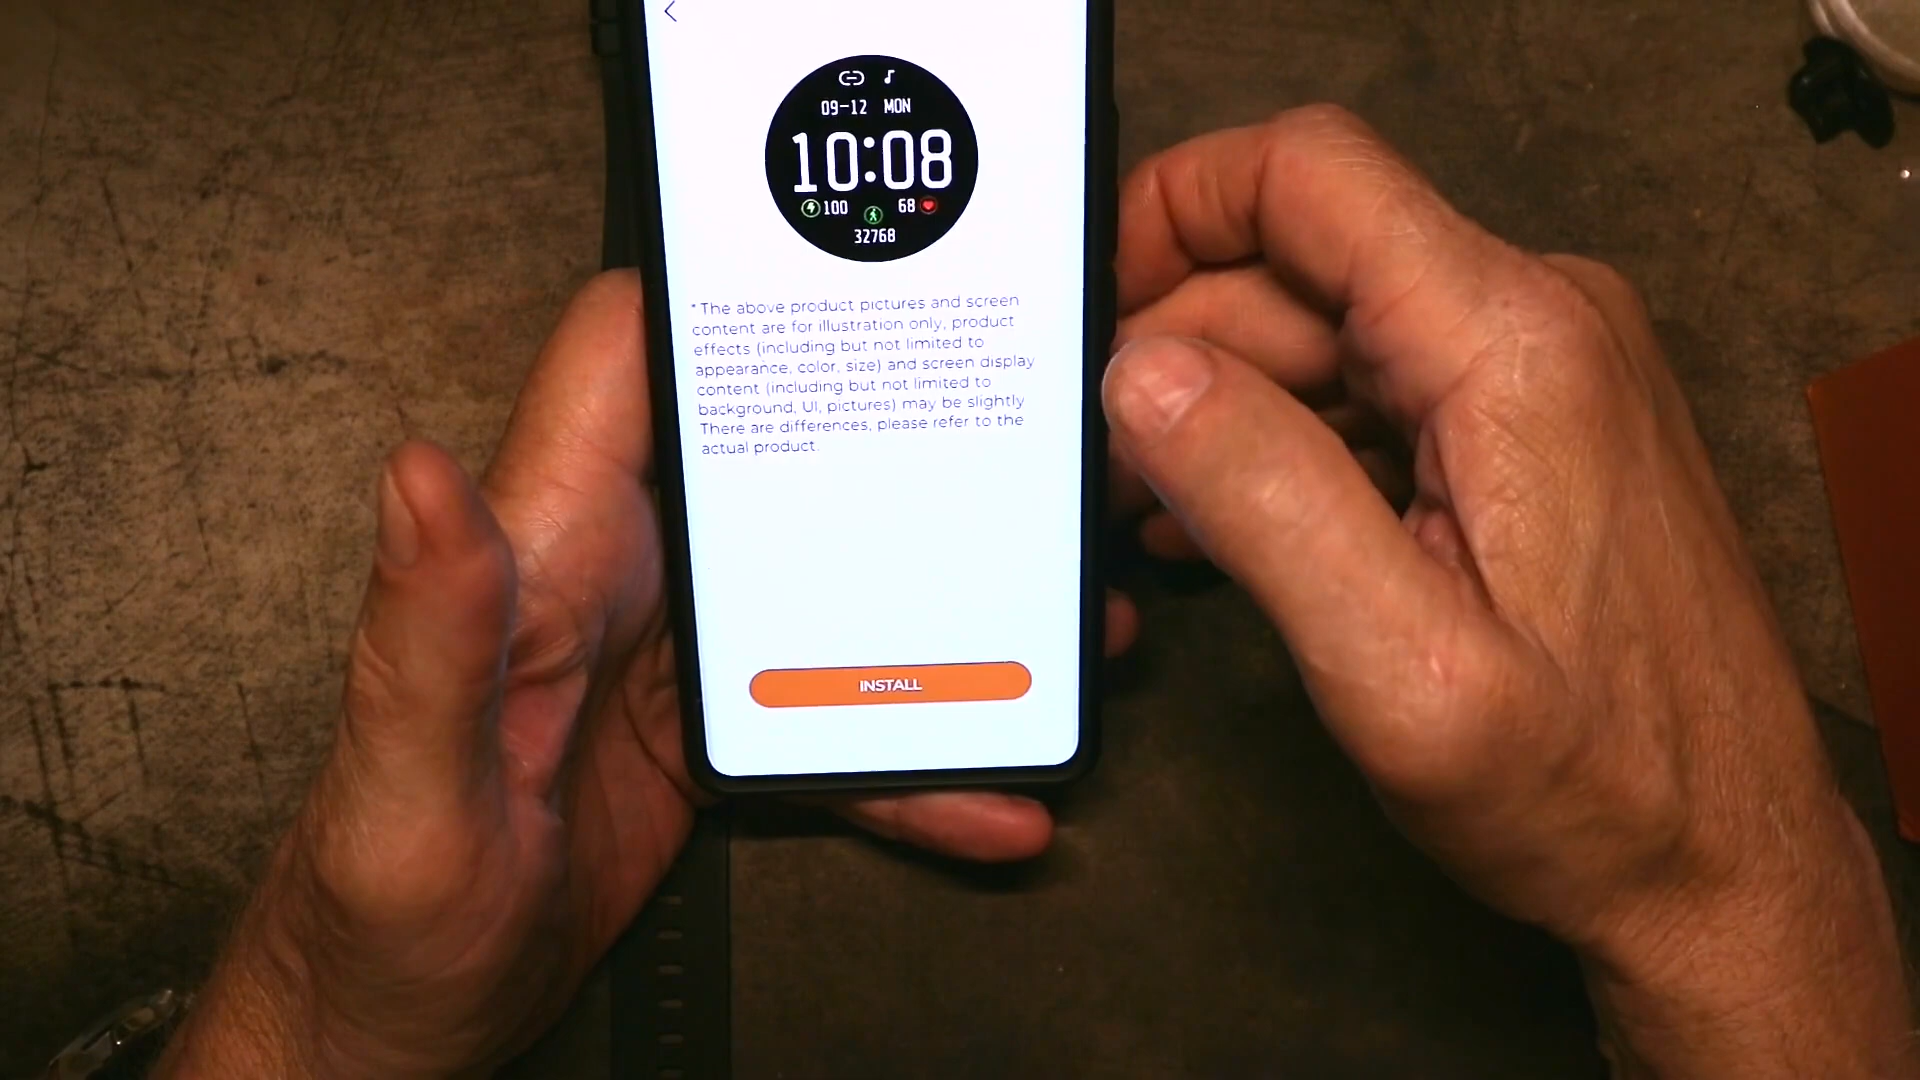 09-12 MON
10:08
100 68
32768
* The above product pictures and screen
content are for illustration only, product
effects (including but not limited to
appearance, color, size) and screen display
content (including but not limited to
background, UI, pictures) may be slightly
There are differences, please refer to the
actual product.
INSTALL